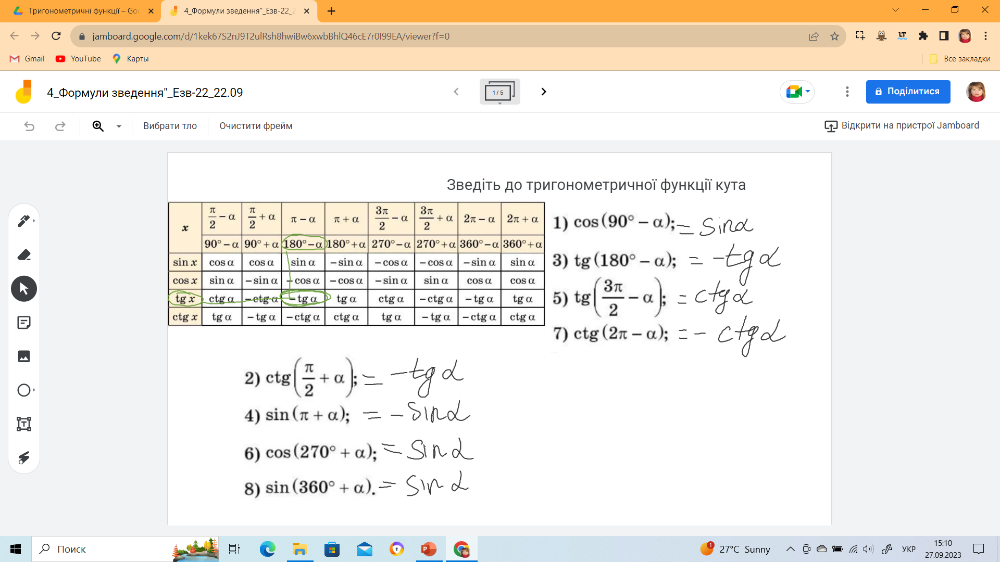 Тригонометричні функції – Goo
4_Формули зведення"_Езв-22_2
jamboard.google.com/d/1kek67S2nJ9T2ulRsh8hwiBw6xwbBhlQ46cE7r0I99EA/viewer?f=0
Gmail YouTube Карты Все закладки
4_Формули зведення"_Езв-22_22.09
1 / 5
Поділитися
Вибрати тло Очистити фрейм Відкрити на пристрої Jamboard
Зведіть до тригонометричної функції кута
x π/2 − α π/2 + α π − α π + α 3π/2 − α 3π/2 + α 2π − α 2π + α
90° − α 90° + α 180° − α 180° + α 270° − α 270° + α 360° − α 360° + α
sin x cos α cos α sin α − sin α − cos α − cos α − sin α sin α
cos x sin α − sin α − cos α − cos α − sin α sin α cos α cos α
tg x ctg α − ctg α − tg α tg α ctg α − ctg α − tg α tg α
ctg x tg α − tg α − ctg α ctg α tg α − tg α − ctg α ctg α
1) cos (90° − α); = sin α
3) tg (180° − α); = − tg α
5) tg (3π/2 − α); = ctg α
7) ctg (2π − α); = − ctg α
2) ctg (π/2 + α); = − tg α
4) sin (π + α); = − sin α
6) cos (270° + α); = sin α
8) sin (360° + α). = sin α
Поиск
27°C Sunny
1
УКР
15:10
27.09.2023